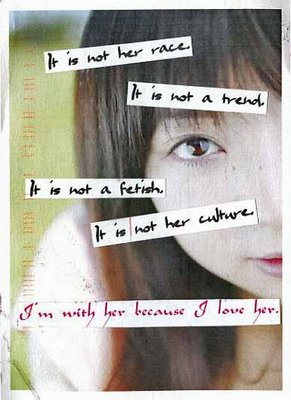 It is not her race.
It is not a trend.
It is not a fetish.
It is not her culture.
I'm with her because I love her.